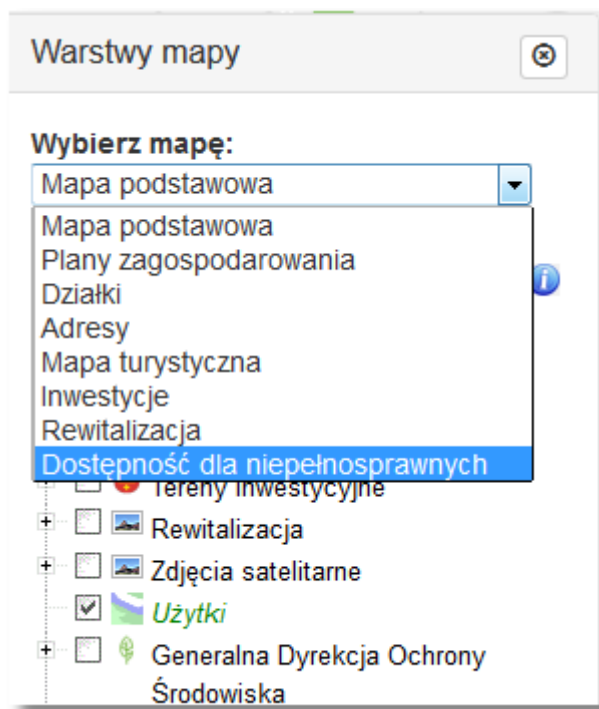 Warstwy mapy
Wybierz mapę:
Mapa podstawowa
Mapa podstawowa
Plany zagospodarowania
Działki
Adresy
Mapa turystyczna
Inwestycje
Rewitalizacja
Dostępność dla niepełnosprawnych
Tereny inwestycyjne
Rewitalizacja
Zdjęcia satelitarne
Użytki
Generalna Dyrekcja Ochrony
Środowiska